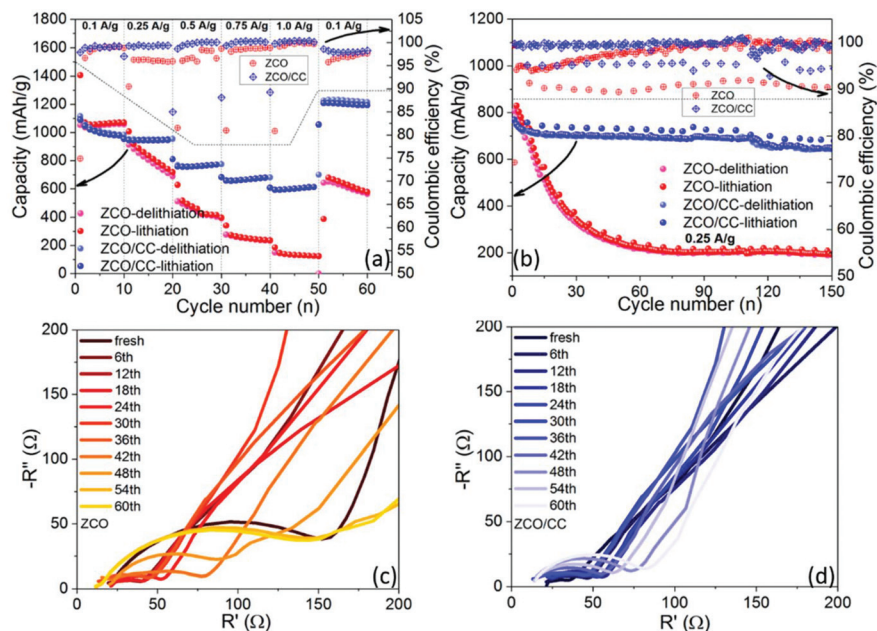 0.1 A/g 0.25 A/g 0.5 A/g 0.75 A/g 1.0 A/g 0.1 A/g
1800
1600
1400
1200
1000
800
600
400
200
0
Capacity (mAh/g)
ZCO
ZCO/CC
ZCO-delithiation
ZCO-lithiation
ZCO/CC-delithiation
ZCO/CC-lithiation
(a)
105
100
95
90
85
80
75
70
65
60
55
50
Coulombic efficiency (%)
0 10 20 30 40 50 60
Cycle number (n)
1200
1000
800
600
400
200
Capacity (mAh/g)
ZCO
ZCO/CC
ZCO-delithiation
ZCO-lithiation
ZCO/CC-delithiation
ZCO/CC-lithiation
0.25 A/g
(b)
100
90
80
70
60
50
Coulombic efficiency (%)
0 30 60 90 120 150
Cycle number (n)
200
150
100
50
0
-R" (Ω)
fresh
6th
12th
18th
24th
30th
36th
42th
48th
54th
60th
ZCO
(c)
0 50 100 150 200
R' (Ω)
200
150
100
50
0
-R" (Ω)
fresh
6th
12th
18th
24th
30th
36th
42th
48th
54th
60th
ZCO/CC
(d)
0 50 100 150 200
R' (Ω)